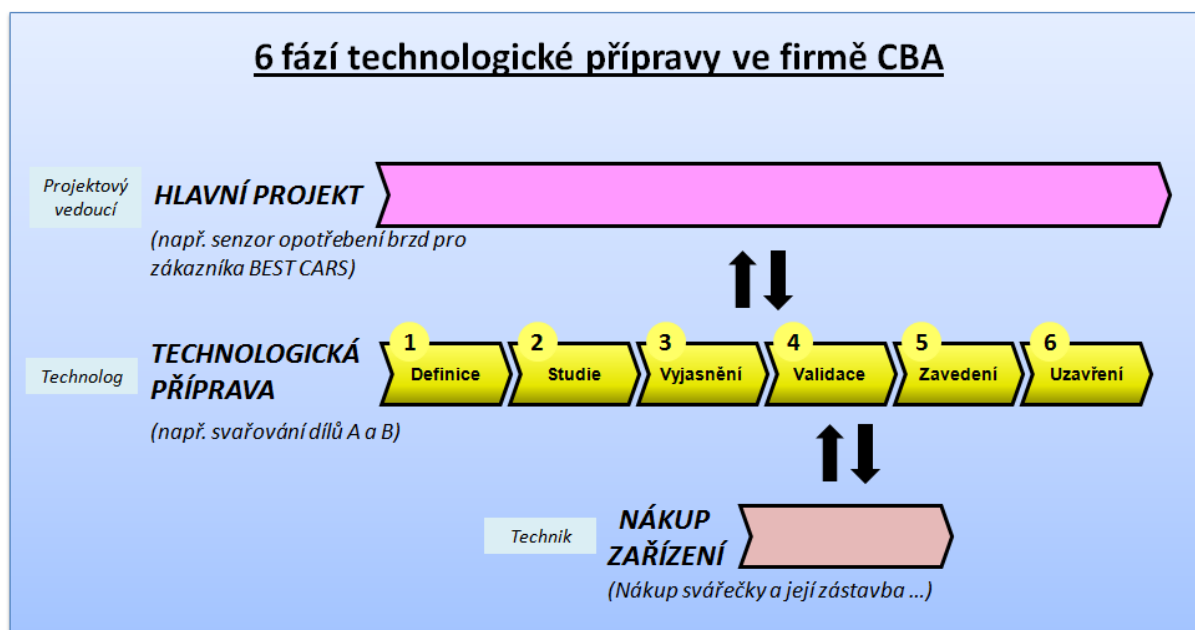 6 fází technologické přípravy ve firmě CBA
Projektový
vedoucí
HLAVNÍ PROJEKT
(např. senzor opotřebení brzd pro
zákazníka BEST CARS)
Technolog
TECHNOLOGICKÁ
PŘÍPRAVA
(např. svařování dílů A a B)
1
Definice
2
Studie
3
Vyjasnění
4
Validace
5
Zavedení
6
Uzavření
Technik
NÁKUP
ZAŘÍZENÍ
(Nákup svářečky a její zástavba ...)